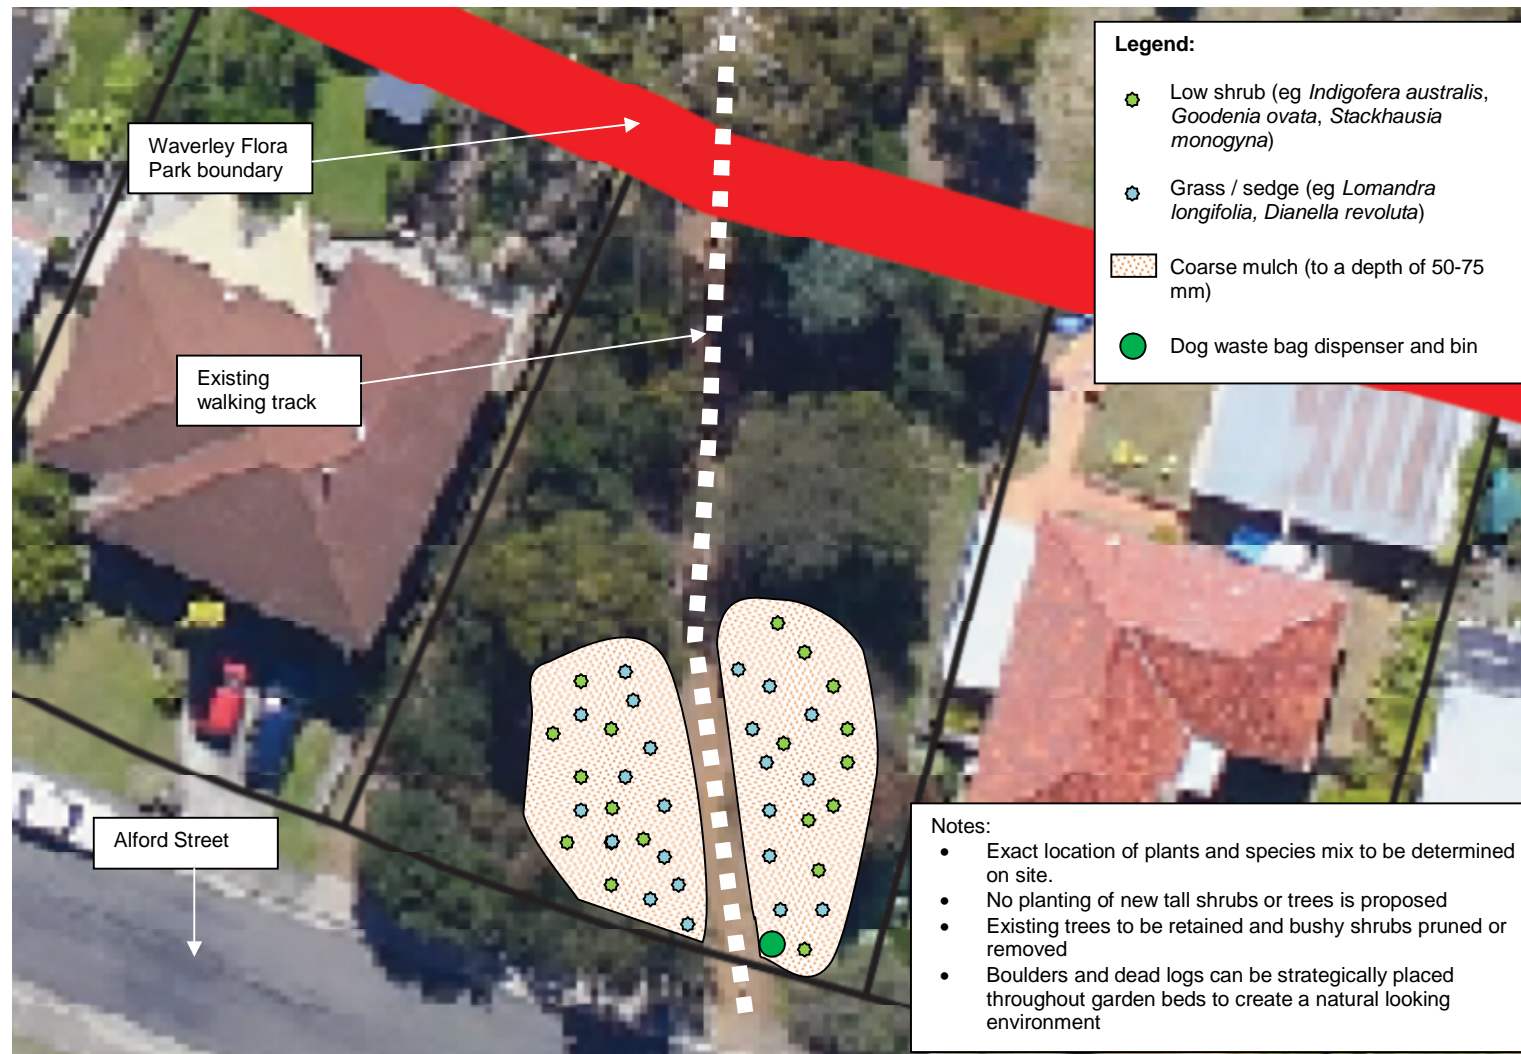 Legend:
Low shrub (eg Indigofera australis,
Goodenia ovata, Stackhausia
monogyna)
Grass / sedge (eg Lomandra
longifolia, Dianella revoluta)
Coarse mulch (to a depth of 50-75
mm)
Dog waste bag dispenser and bin
Waverley Flora
Park boundary
Existing
walking track
Alford Street
Notes:
• Exact location of plants and species mix to be determined
on site.
• No planting of new tall shrubs or trees is proposed
• Existing trees to be retained and bushy shrubs pruned or
removed
• Boulders and dead logs can be strategically placed
throughout garden beds to create a natural looking
environment